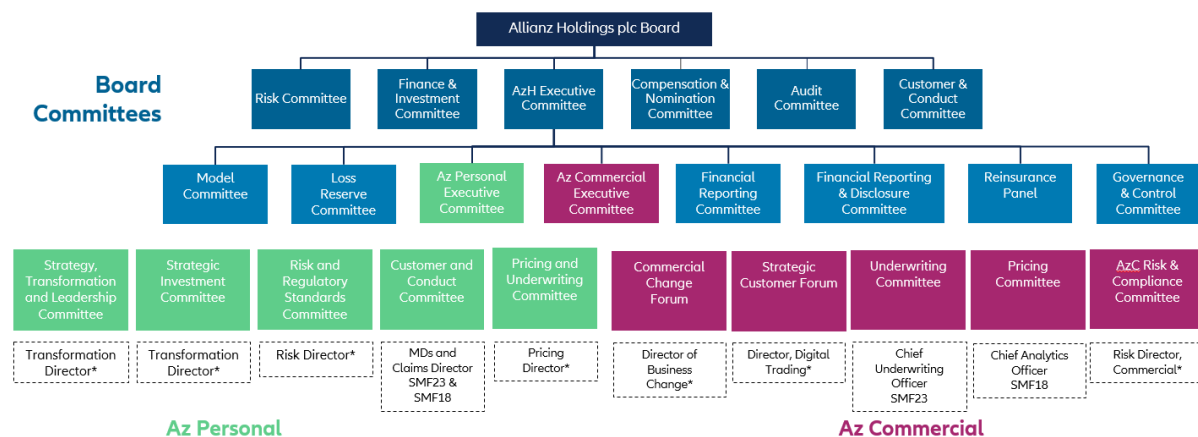 Allianz Holdings plc Board
Board
Committees
Risk Committee
Finance &
Investment
Committee
AzH Executive
Committee
Compensation &
Nomination
Committee
Audit
Committee
Customer &
Conduct
Committee
Model
Committee
Loss
Reserve
Committee
Az Personal
Executive
Committee
Az Commercial
Executive
Committee
Financial
Reporting
Committee
Financial Reporting
& Disclosure
Committee
Reinsurance
Panel
Governance
& Control
Committee
Strategy,
Transformation
and Leadership
Committee
Strategic
Investment
Committee
Risk and
Regulatory
Standards
Committee
Customer and
Conduct
Committee
Pricing and
Underwriting
Committee
Commercial
Change
Forum
Strategic
Customer Forum
Underwriting
Committee
Pricing
Committee
AzC Risk &
Compliance
Committee
Transformation
Director*
Transformation
Director*
Risk Director*
MDs and
Claims Director
SMF23 &
SMF18
Pricing
Director*
Director of
Business
Change*
Director, Digital
Trading*
Chief
Underwriting
Officer
SMF23
Chief Analytics
Officer
SMF18
Risk Director,
Commercial*
Az Personal
Az Commercial